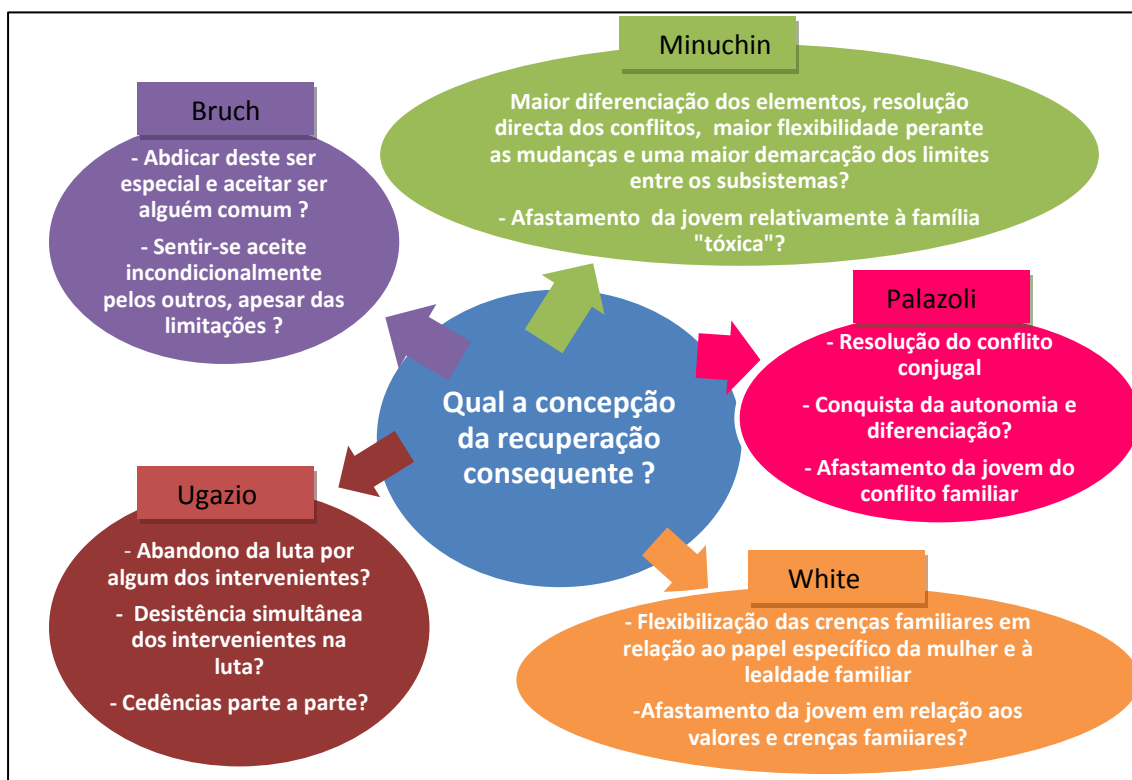 Minuchin
Maior diferenciação dos elementos, resolução
directa dos conflitos, maior flexibilidade perante
as mudanças e uma maior demarcação dos limites
entre os subsistemas?
- Afastamento da jovem relativamente à família
"tóxica"?
Bruch
- Abdicar deste ser
especial e aceitar ser
alguém comum ?
- Sentir-se aceite
incondicionalmente
pelos outros, apesar das
limitações ?
Palazoli
- Resolução do conflito
conjugal
- Conquista da autonomia e
diferenciação?
- Afastamento da jovem do
conflito familiar
Qual a concepção
da recuperação
consequente ?
Ugazio
- Abandono da luta por
algum dos intervenientes?
- Desistência simultânea
dos intervenientes na
luta?
- Cedências parte a parte?
White
- Flexibilização das crenças familiares em
relação ao papel específico da mulher e à
lealdade familiar
-Afastamento da jovem em relação aos
valores e crenças famiiares?